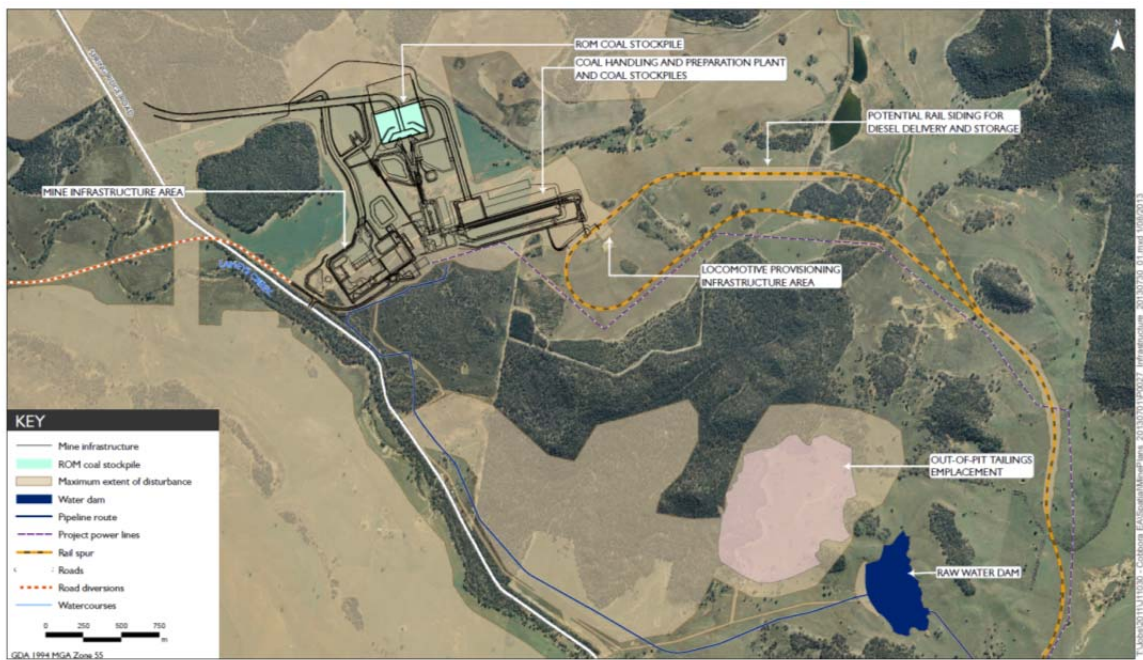 N
ROM COAL STOCKPILE
COAL HANDLING AND PREPARATION PLANT
AND COAL STOCKPILES
POTENTIAL RAIL SIDING FOR
DIESEL DELIVERY AND STORAGE
MINE INFRASTRUCTURE AREA
LOCOMOTIVE PROVISIONING
INFRASTRUCTURE AREA
OUT-OF-PIT TAILINGS
EMPLACEMENT
RAW WATER DAM
KEY
Mine infrastructure
ROM coal stockpile
Maximum extent of disturbance
Water dam
Pipeline route
Project power lines
Rail spur
Roads
Road diversions
Watercourses
0 250 500 750
m
GDA 1994 MGA Zone 55